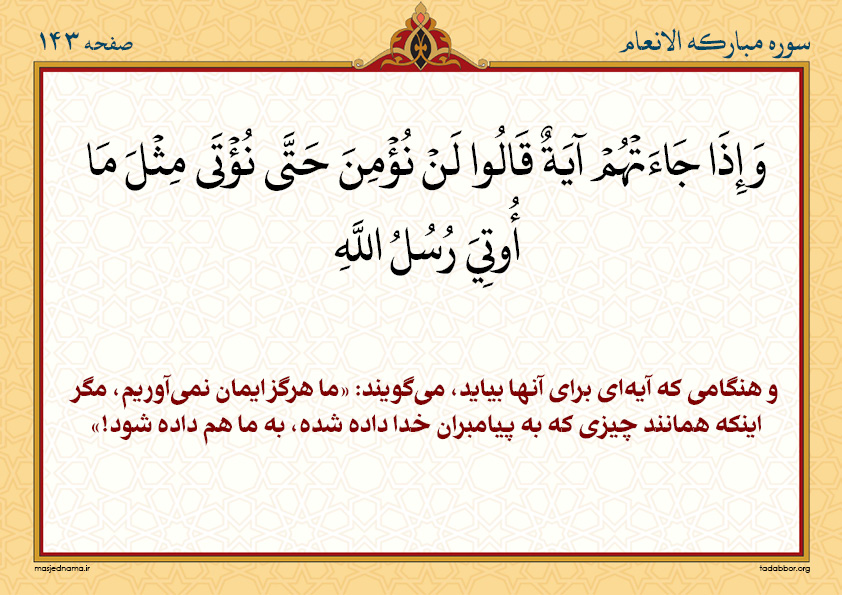 سوره مبارکه الانعام
صفحه ۱۴۳
وَإِذَا جَاءَتْهُمْ آيَةٌ قَالُوا لَنْ نُؤْمِنَ حَتَّى نُؤْتَى مِثْلَ مَا
أُوتِيَ رُسُلُ اللَّهِ
و هنگامی که آیه‌ای برای آنها بیاید، می‌گویند: «ما هرگز ایمان نمی‌آوریم، مگر
اینکه همانند چیزی که به پیامبران خدا داده شده، به ما هم داده شود!»
masjednama.ir
tadabbor.org